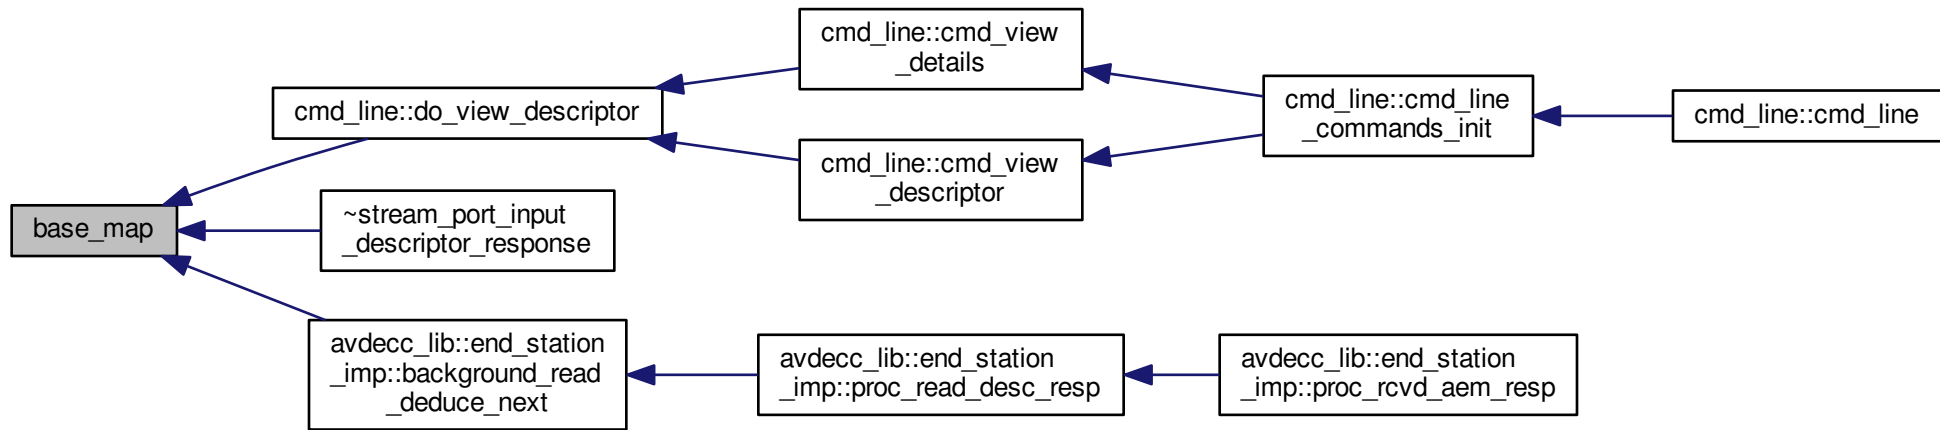 cmd_line::cmd_view
_details
cmd_line::do_view_descriptor
cmd_line::cmd_line
_commands_init
cmd_line::cmd_line
cmd_line::cmd_view
_descriptor
base_map
~stream_port_input
_descriptor_response
avdecc_lib::end_station
_imp::background_read
_deduce_next
avdecc_lib::end_station
_imp::proc_read_desc_resp
avdecc_lib::end_station
_imp::proc_rcvd_aem_resp